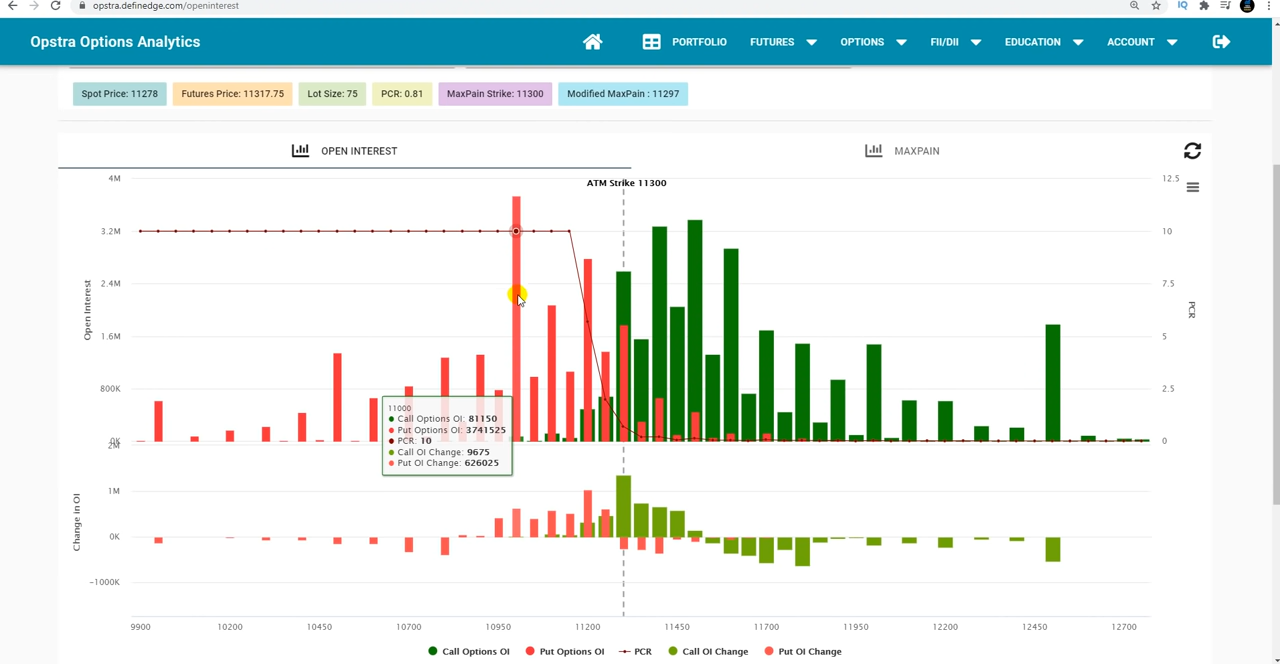 opstra.definedge.com/openinterest
Opstra Options Analytics
PORTFOLIO FUTURES OPTIONS FII/DII EDUCATION ACCOUNT
Spot Price: 11278 Futures Price: 11317.75 Lot Size: 75 PCR: 0.81 MaxPain Strike: 11300 Modified MaxPain : 11297
OPEN INTEREST MAXPAIN
4M ATM Strike 11300 12.5
3.2M 10
2.4M 7.5
Open Interest PCR
1.6M 5
800K 2.5
0K 0
11000
Call Options OI: 81150
Put Options OI: 3741525
PCR: 10
Call OI Change: 9675
Put OI Change: 626025
2M
1M
Change in OI
0K
-1000K
9900 10200 10450 10700 10950 11200 11450 11700 11950 12200 12450 12700
Call Options OI Put Options OI PCR Call OI Change Put OI Change